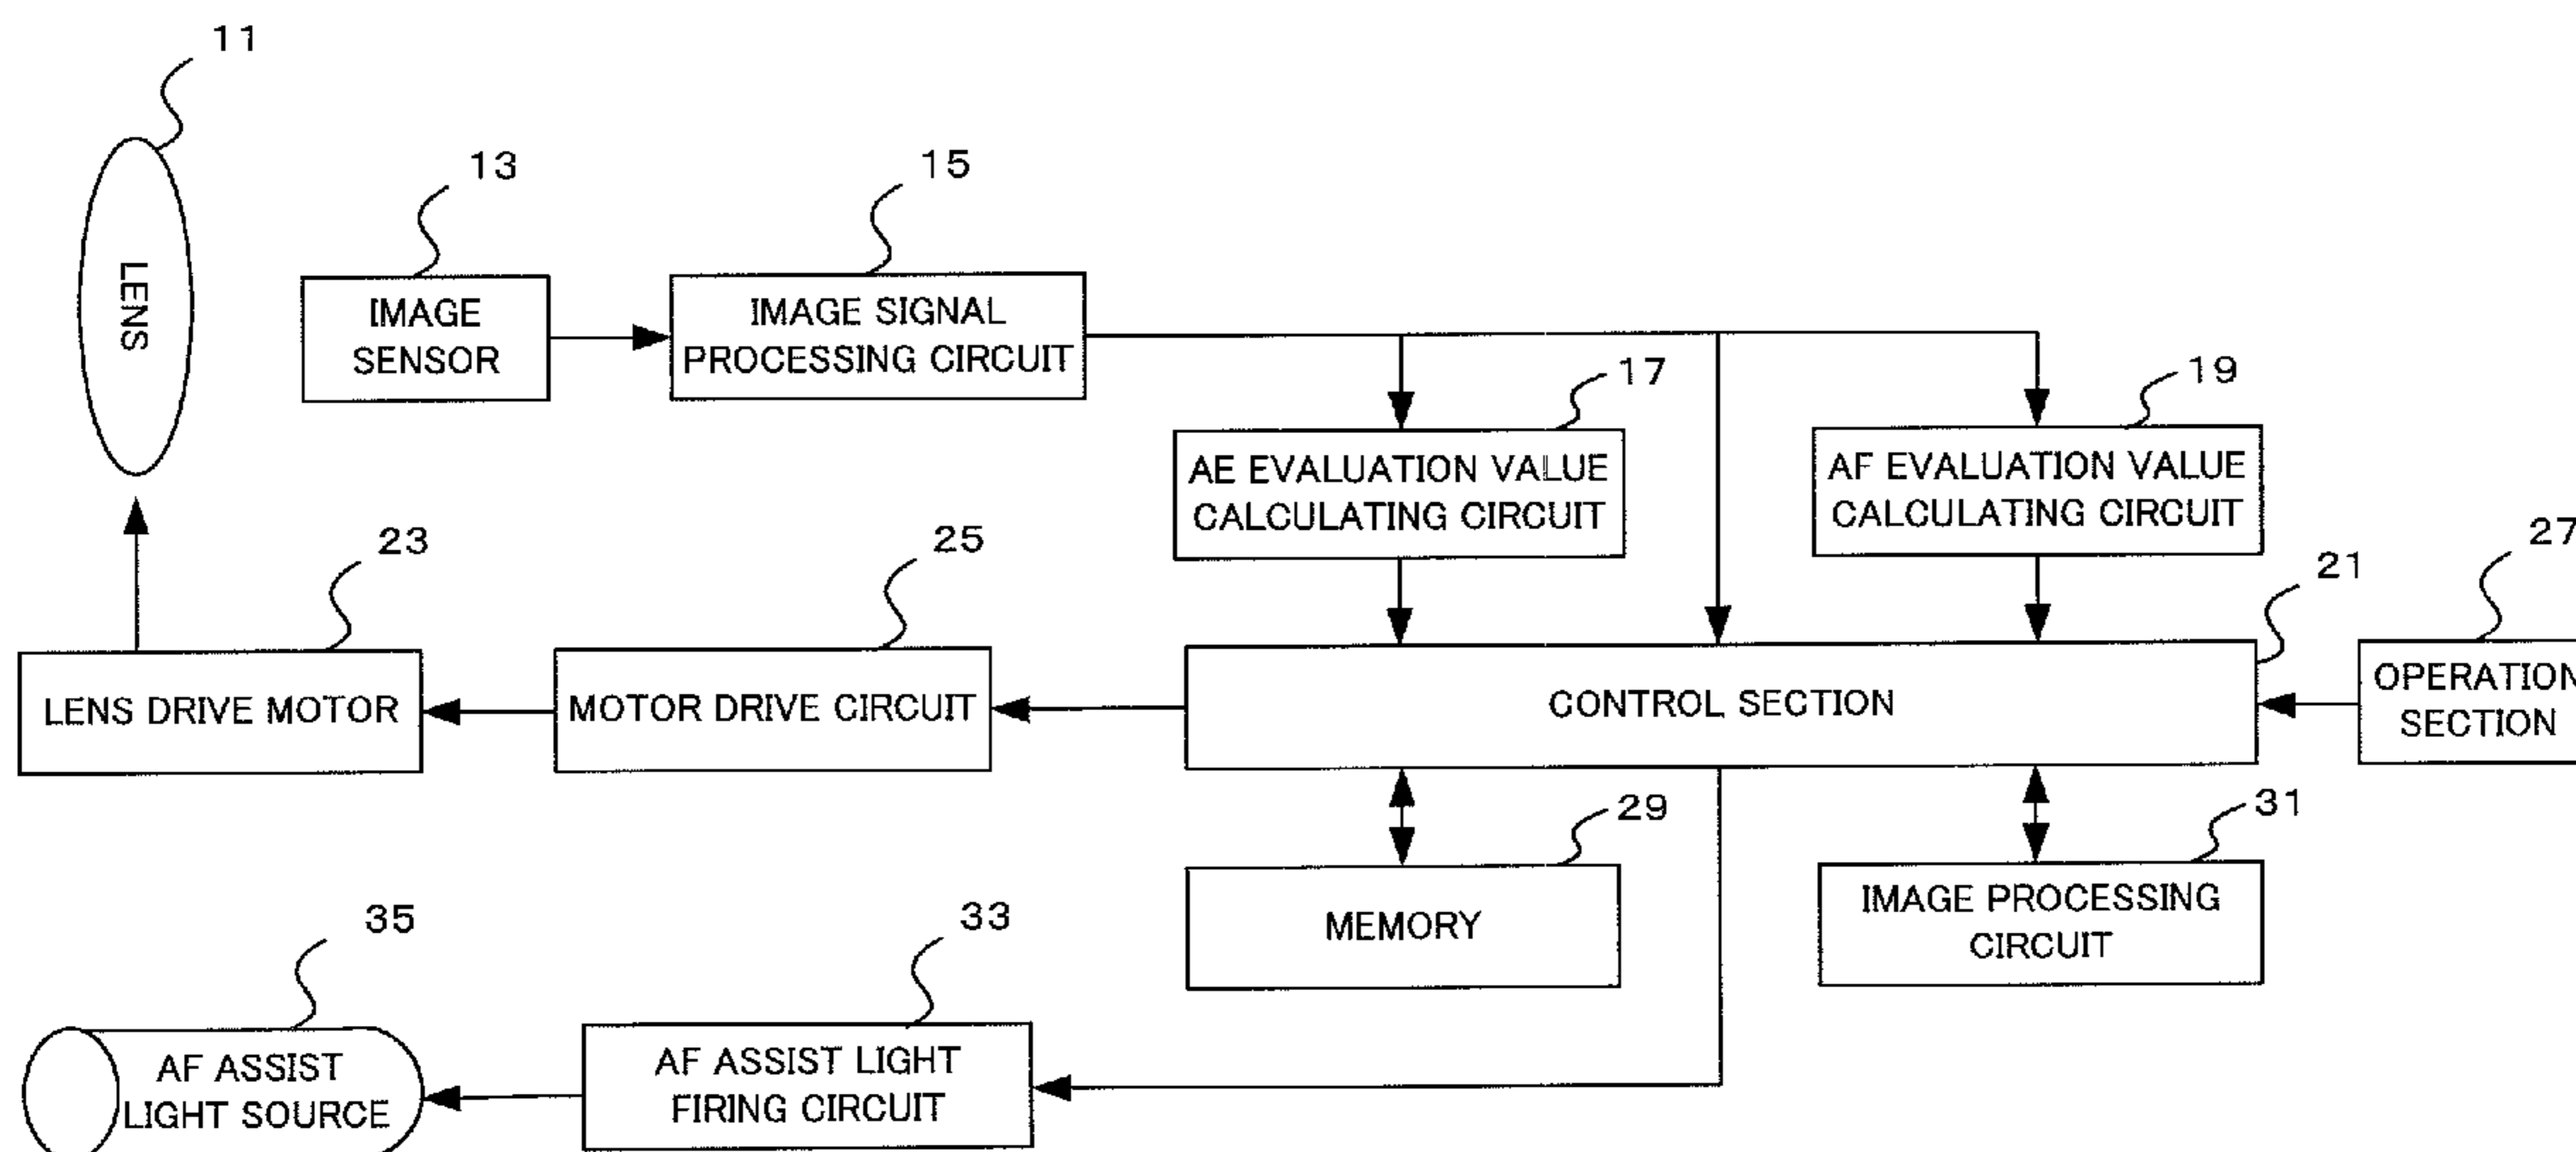 11
13
15
LENS
IMAGE
SENSOR
IMAGE SIGNAL
PROCESSING CIRCUIT
17
19
AE EVALUATION VALUE
CALCULATING CIRCUIT
AF EVALUATION VALUE
CALCULATING CIRCUIT
23
25
21
27
LENS DRIVE MOTOR
MOTOR DRIVE CIRCUIT
CONTROL SECTION
OPERATION
SECTION
29
31
MEMORY
IMAGE PROCESSING
CIRCUIT
35
33
AF ASSIST
LIGHT SOURCE
AF ASSIST LIGHT
FIRING CIRCUIT